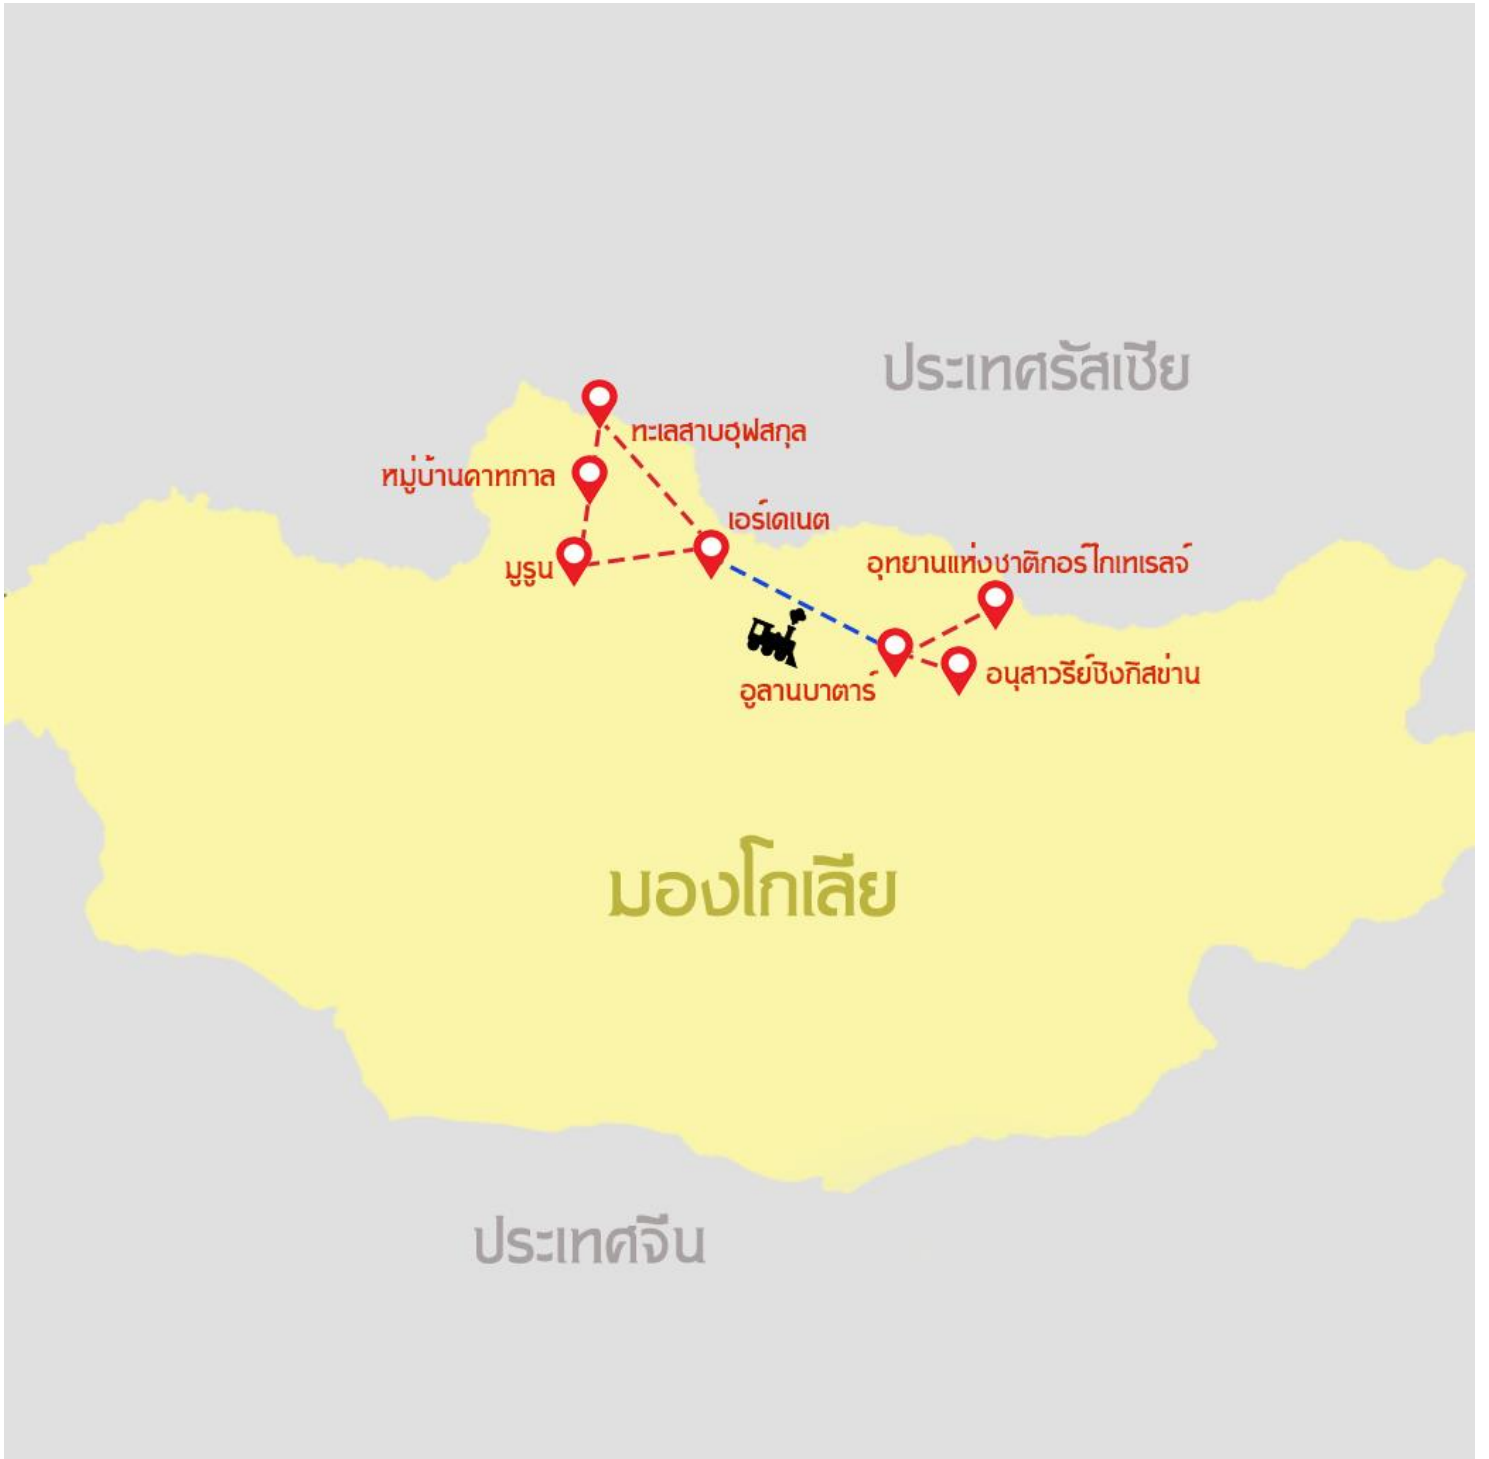 ประเทศรัสเซีย
ทะเลสาบฮุฟสกุล
หมู่บ้านคาทกาล
เอร์เดเนต
อุทยานแห่งชาติกอร์ไกเทเรลจ์
มูรูน
อนุสาวรีย์ชิงกิสข่าน
อูลานบาตาร์
มองโกเลีย
ประเทศจีน